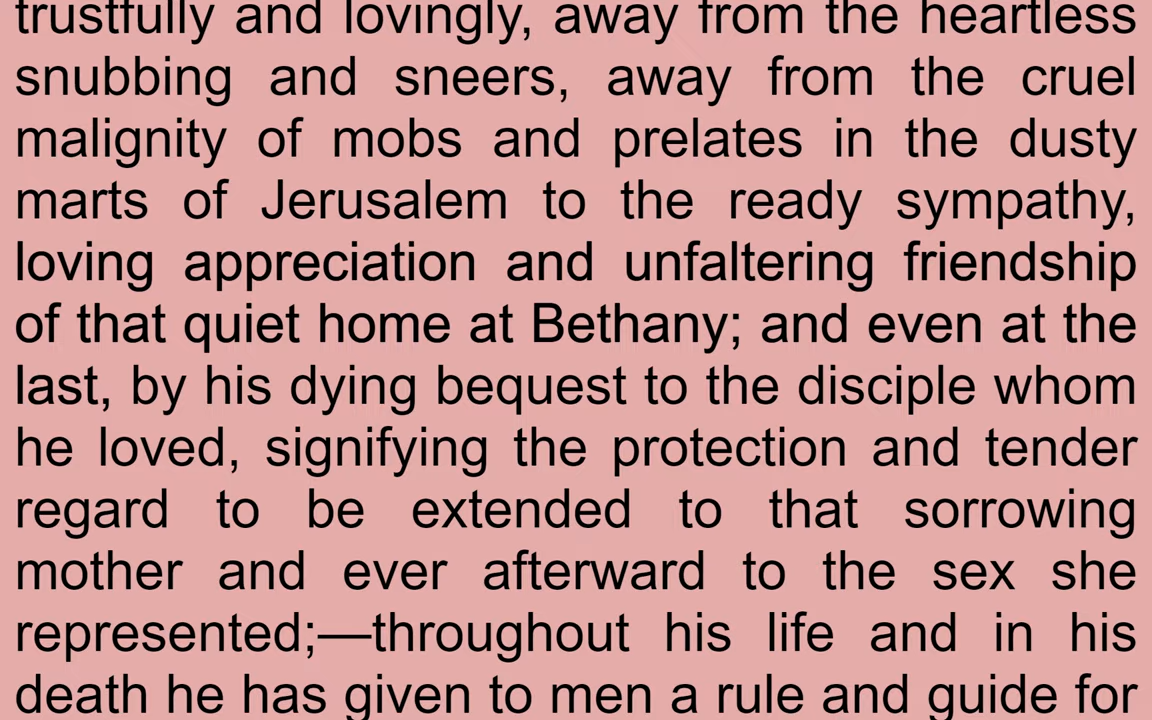 trustfully and lovingly, away from the heartless
snubbing and sneers, away from the cruel
malignity of mobs and prelates in the dusty
marts of Jerusalem to the ready sympathy,
loving appreciation and unfaltering friendship
of that quiet home at Bethany; and even at the
last, by his dying bequest to the disciple whom
he loved, signifying the protection and tender
regard to be extended to that sorrowing
mother and ever afterward to the sex she
represented;—throughout his life and in his
death he has given to men a rule and guide for